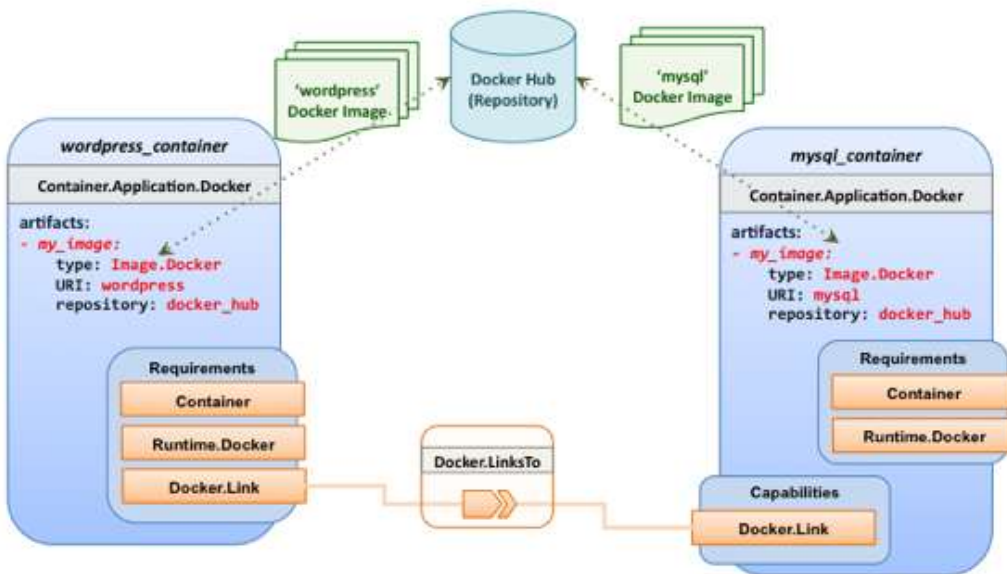 'wordpress'
Docker Image
Docker Hub
(Repository)
'mysql'
Docker Image
wordpress_container
Container.Application.Docker
artifacts:
- my_image:
type: Image.Docker
URI: wordpress
repository: docker_hub
Requirements
Container
Runtime.Docker
Docker.Link
Docker.LinksTo
mysql_container
Container.Application.Docker
artifacts:
- my_image:
type: Image.Docker
URI: mysql
repository: docker_hub
Requirements
Container
Runtime.Docker
Capabilities
Docker.Link